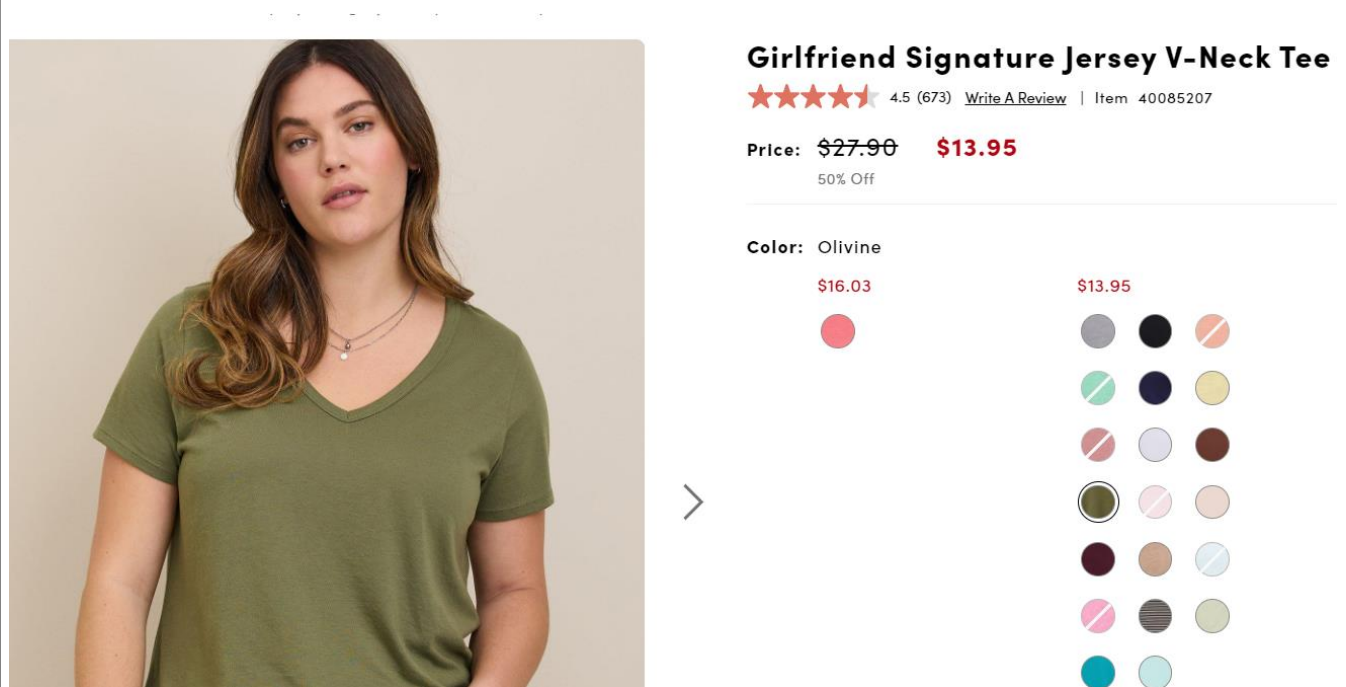 Girlfriend Signature Jersey V-Neck Tee
4.5 (673) Write A Review | Item 40085207
Price: $27.90 $13.95
50% Off
Color: Olivine
$16.03 $13.95